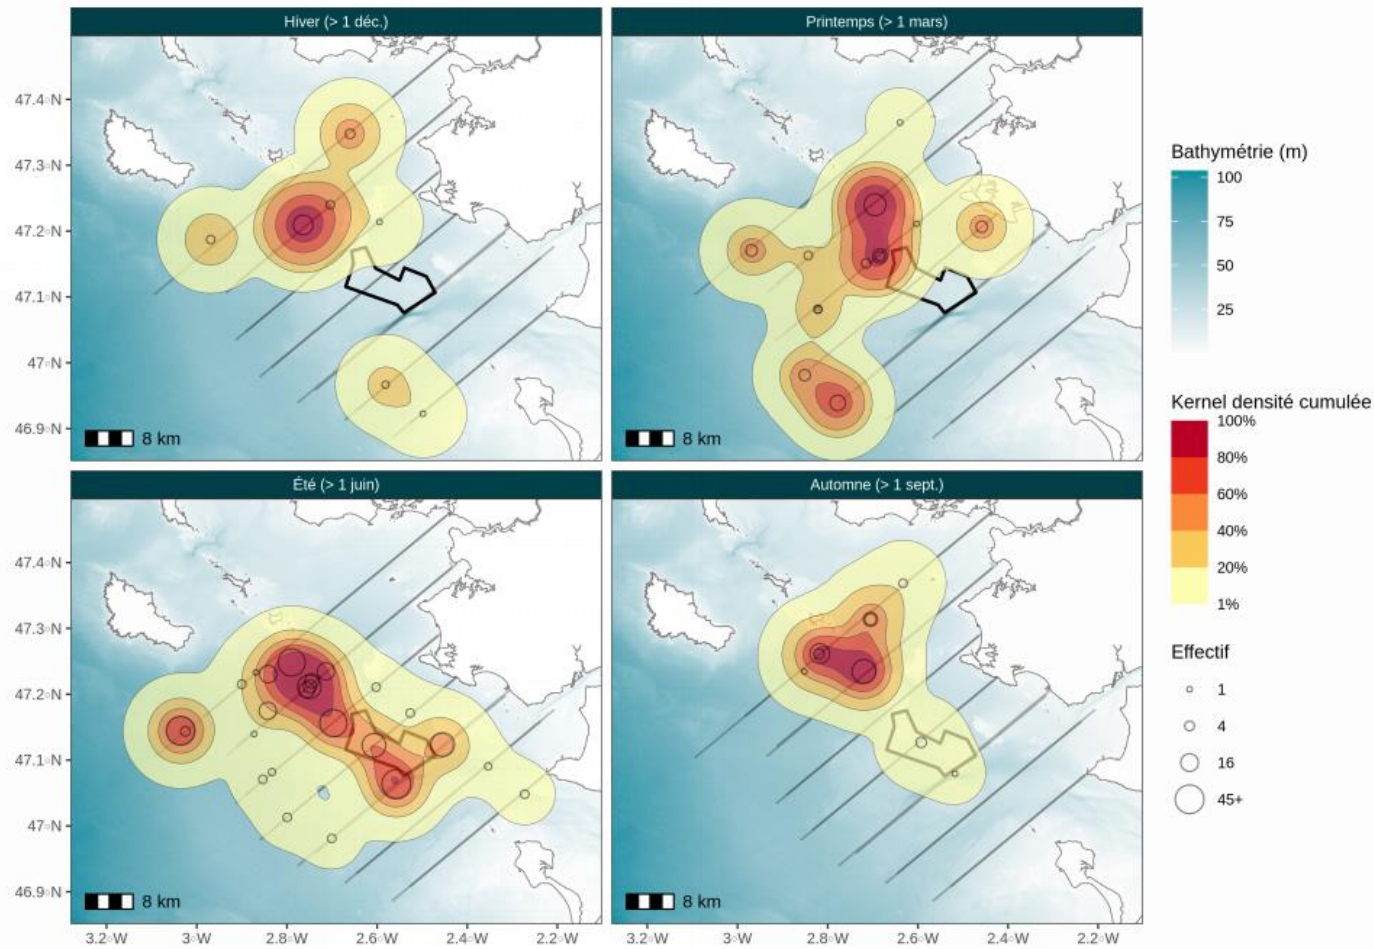 Hiver (> 1 déc.)
Printemps (> 1 mars)
47.4◦N
47.3◦N
47.2◦N
47.1◦N
47◦N
46.9◦N
8 km
8 km
Été (> 1 juin)
Automne (> 1 sept.)
47.4◦N
47.3◦N
47.2◦N
47.1◦N
47◦N
46.9◦N
8 km
8 km
3.2◦W
3◦W
2.8◦W
2.6◦W
2.4◦W
2.2◦W
3.2◦W
3◦W
2.8◦W
2.6◦W
2.4◦W
2.2◦W
Bathymétrie (m)
100
75
50
25
Kernel densité cumulée
100%
80%
60%
40%
20%
1%
Effectif
1
4
16
45+